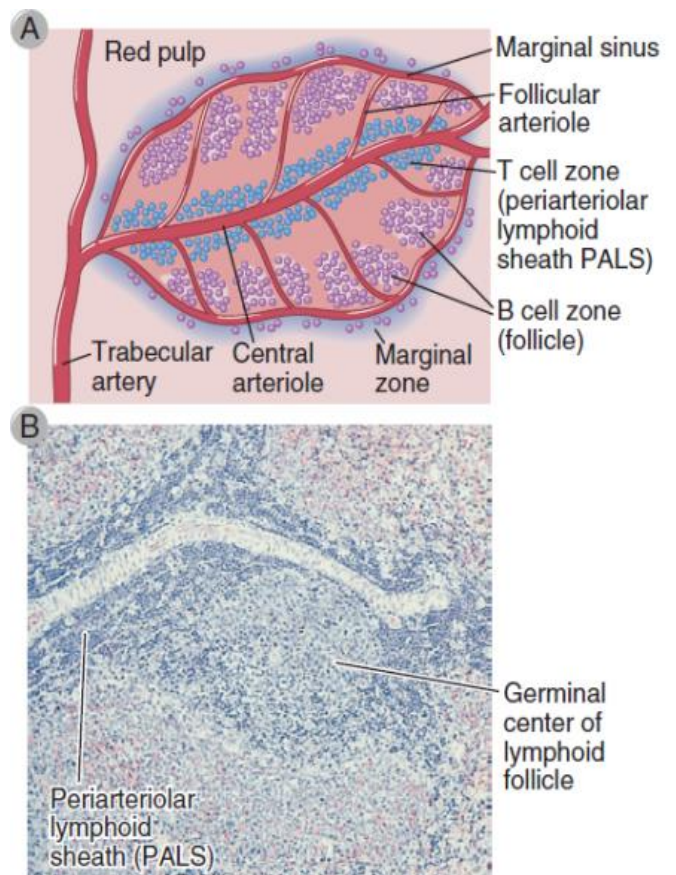 A
Red pulp
Marginal sinus
Follicular
arteriole
T cell zone
(periarteriolar
lymphoid
sheath PALS)
B cell zone
(follicle)
Trabecular
artery
Central
arteriole
Marginal
zone
B
Germinal
center of
lymphoid
follicle
Periarteriolar
lymphoid
sheath (PALS)